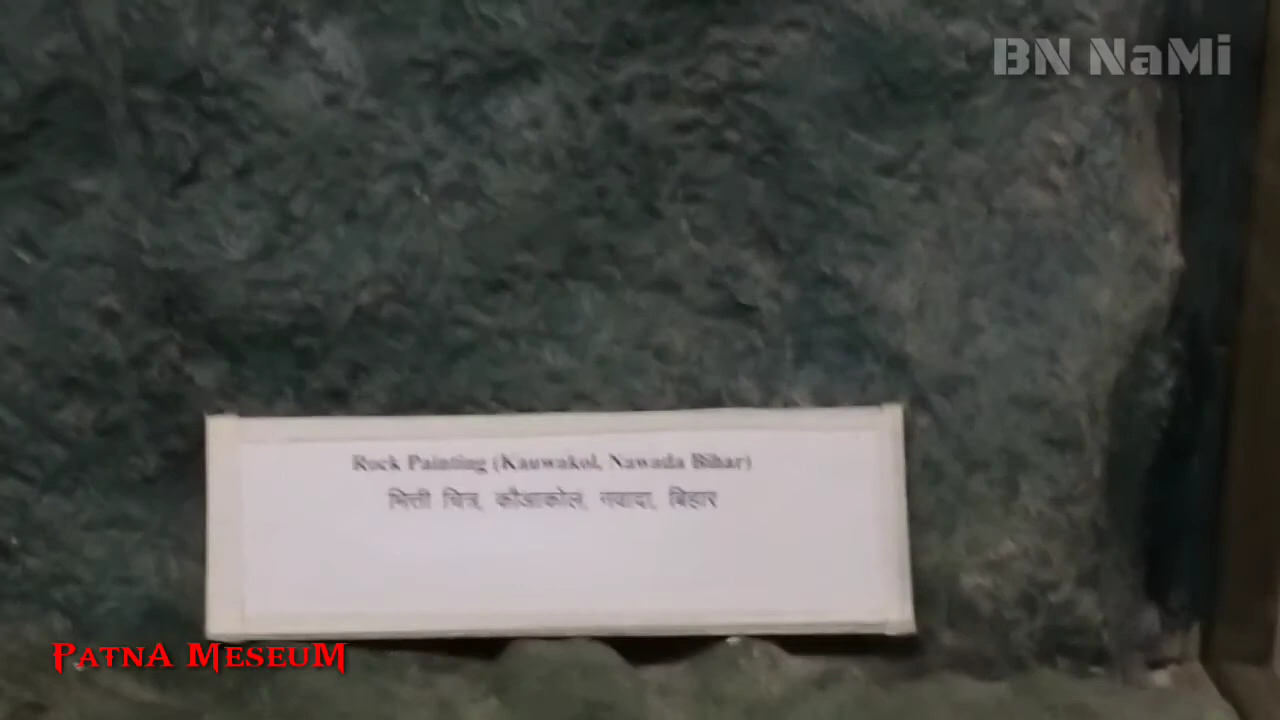 BN NaMi
Rock Painting (Kauwakol, Nawada Bihar)
भित्ती चित्र, कौआकोल, नवादा, बिहार
PATNA MESEUM